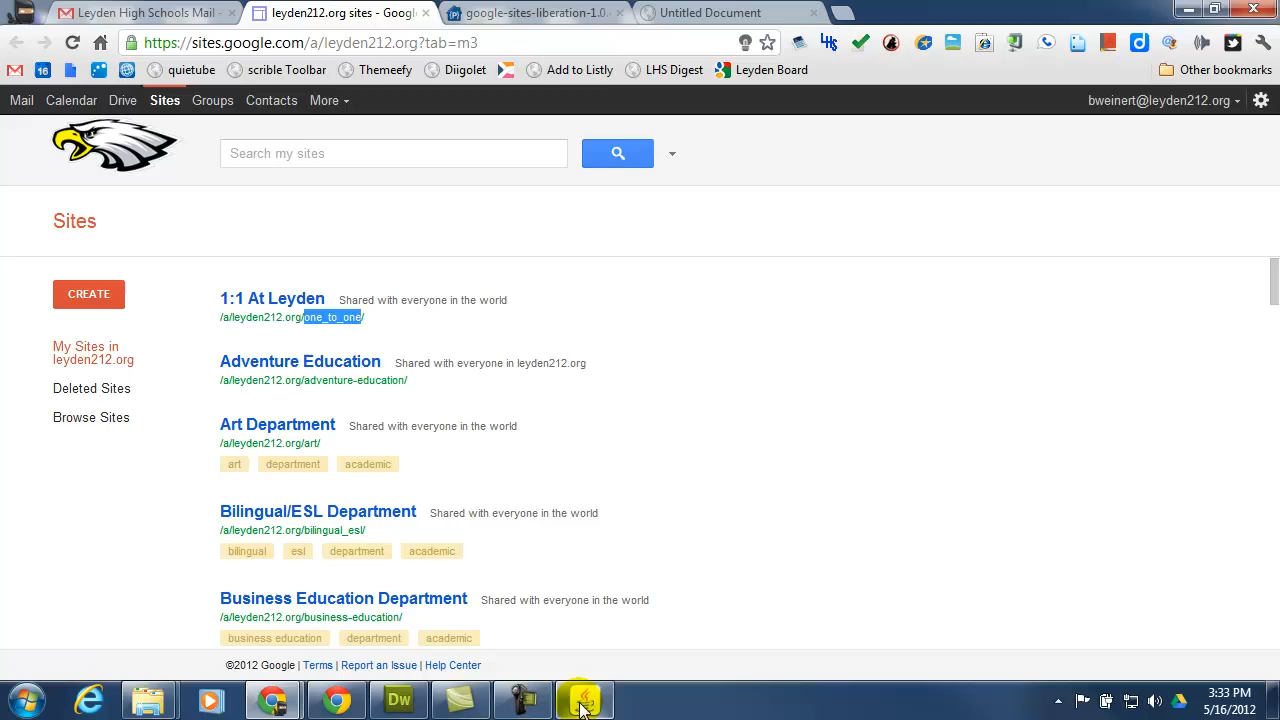 Leyden High Schools Mail -
leyden212.org sites - Googl
google-sites-liberation-1.0.
Untitled Document
https://sites.google.com/a/leyden212.org?tab=m3
16
quietube
scrible Toolbar
Themeefy
Diigolet
Add to Listly
LHS Digest
Leyden Board
Other bookmarks
Mail
Calendar
Drive
Sites
Groups
Contacts
More
bweinert@leyden212.org
Search my sites
Sites
CREATE
My Sites in
leyden212.org
Deleted Sites
Browse Sites
1:1 At Leyden Shared with everyone in the world
/a/leyden212.org/one_to_one/
Adventure Education Shared with everyone in leyden212.org
/a/leyden212.org/adventure-education/
Art Department Shared with everyone in the world
/a/leyden212.org/art/
art department academic
Bilingual/ESL Department Shared with everyone in the world
/a/leyden212.org/bilingual_esl/
bilingual esl department academic
Business Education Department Shared with everyone in the world
/a/leyden212.org/business-education/
business education department academic
©2012 Google | Terms | Report an Issue | Help Center
Dw
3:33 PM
5/16/2012